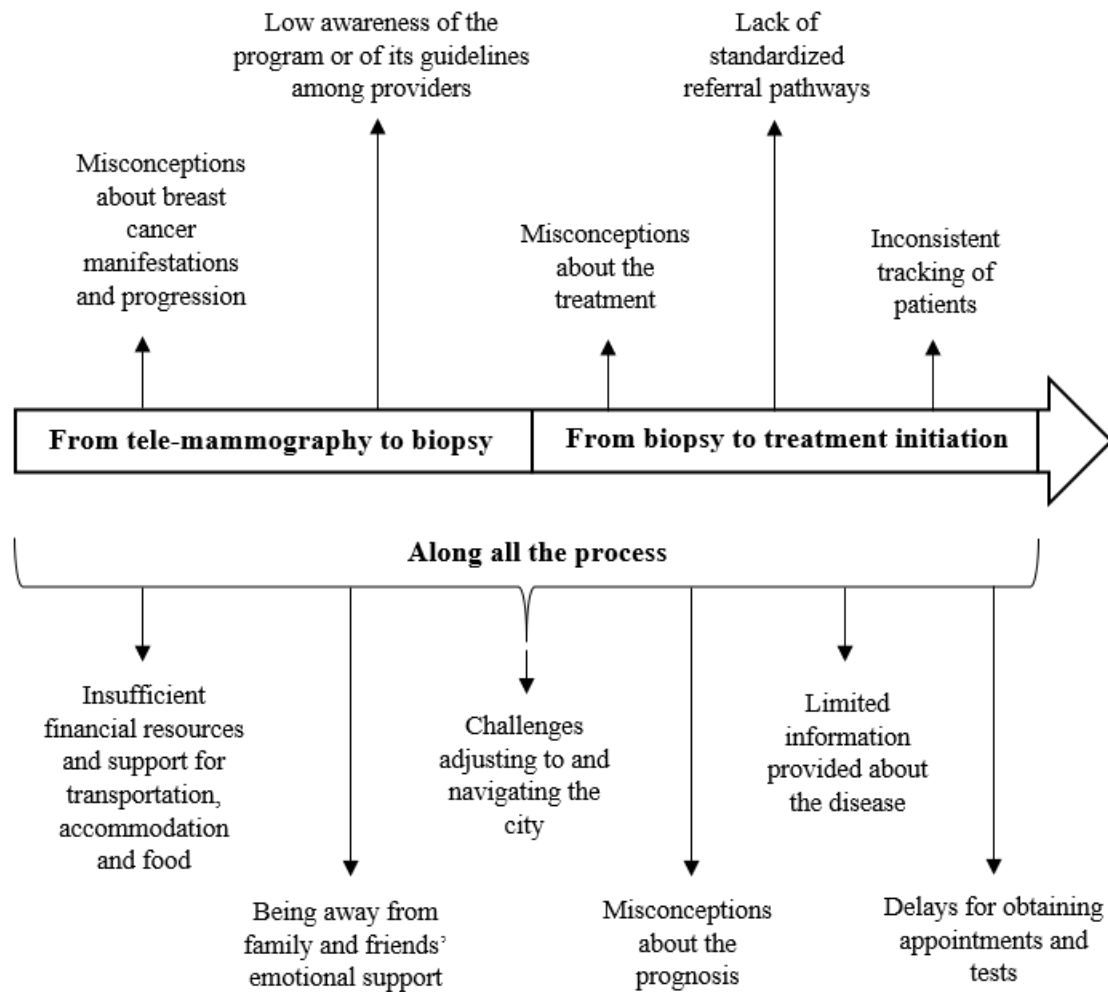 Low awareness of the
program or of its guidelines
among providers
Lack of
standardized
referral pathways
Misconceptions
about breast
cancer
manifestations
and progression
Misconceptions
about the
treatment
Inconsistent
tracking of
patients
From tele-mammography to biopsy
From biopsy to treatment initiation
Along all the process
Insufficient
financial resources
and support for
transportation,
accommodation
and food
Being away from
family and friends’
emotional support
Challenges
adjusting to and
navigating the
city
Misconceptions
about the
prognosis
Limited
information
provided about
the disease
Delays for obtaining
appointments and
tests